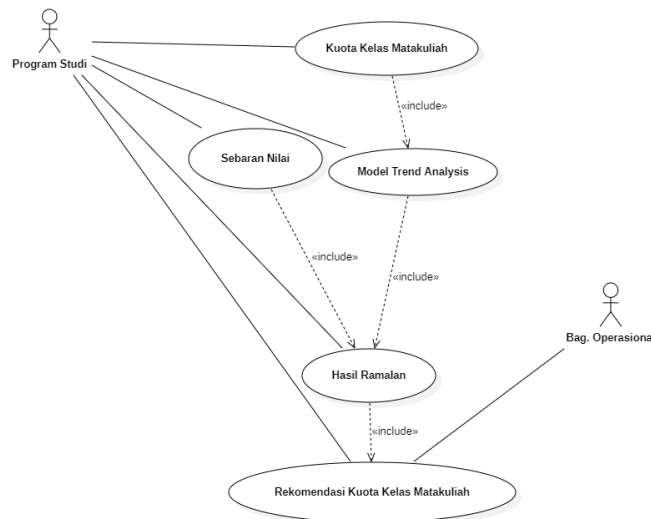 Kuota Kelas Matakuliah
Program Studi
«include»
Sebaran Nilai
Model Trend Analysis
«include»
«include»
Bag. Operasiona
Hasil Ramalan
«include»
Rekomendasi Kuota Kelas Matakuliah